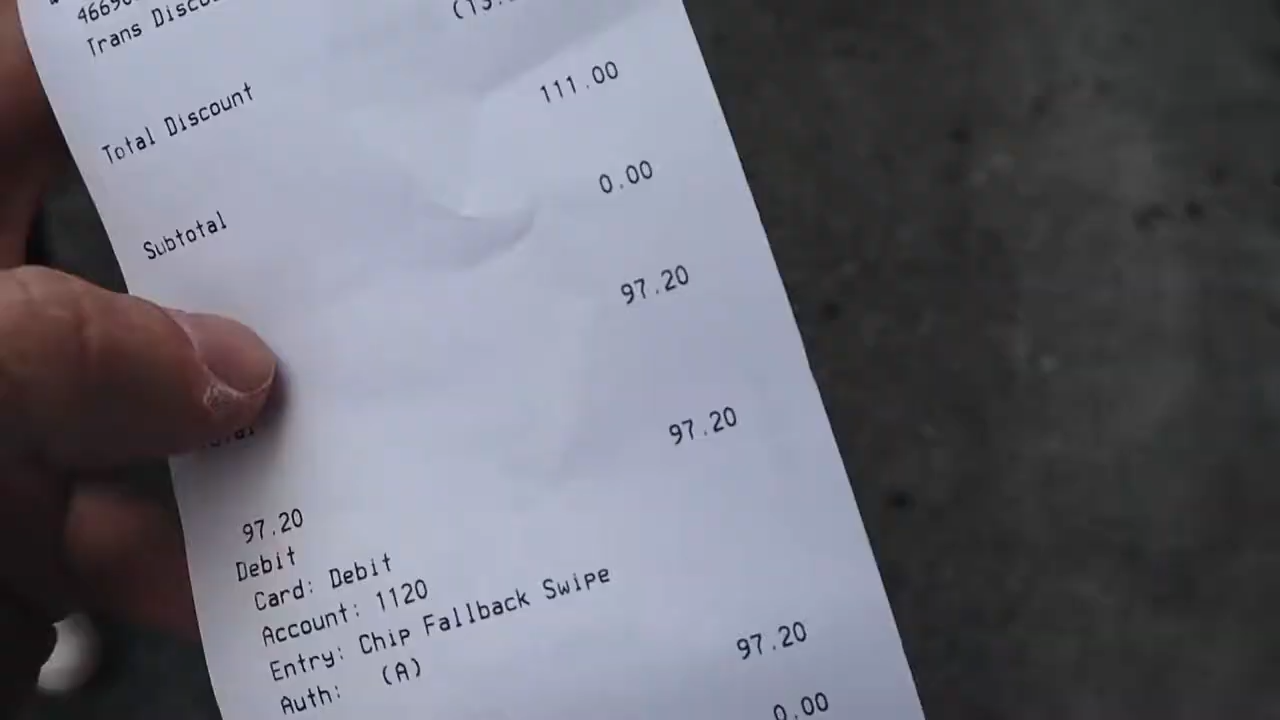 Trans
Total Discount
Subtotal 111.00
0.00
97.20
97.20
Debit 97.20
Card: Debit
Account: 1120
Entry: Chip Fallback Swipe
Auth: (A)
97.20
0.00